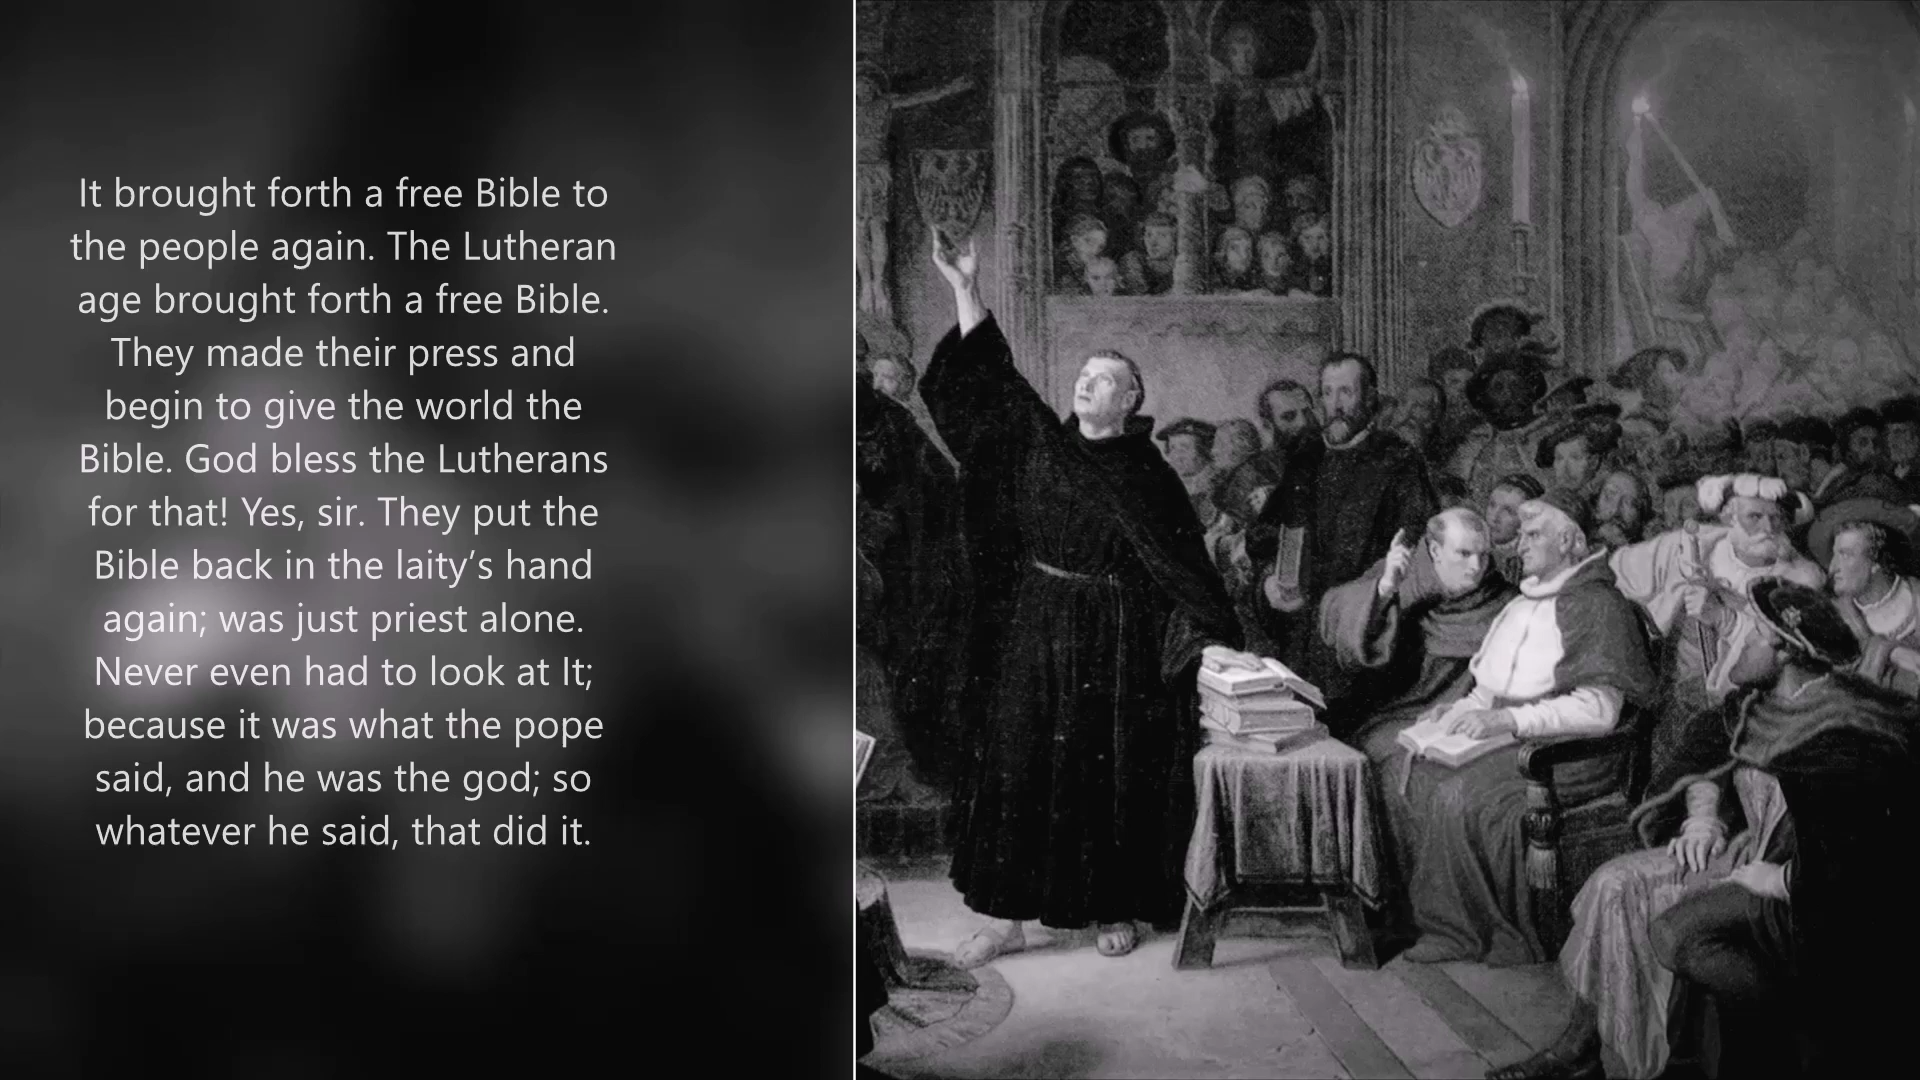 It brought forth a free Bible to
the people again. The Lutheran
age brought forth a free Bible.
They made their press and
begin to give the world the
Bible. God bless the Lutherans
for that! Yes, sir. They put the
Bible back in the laity’s hand
again; was just priest alone.
Never even had to look at It;
because it was what the pope
said, and he was the god; so
whatever he said, that did it.